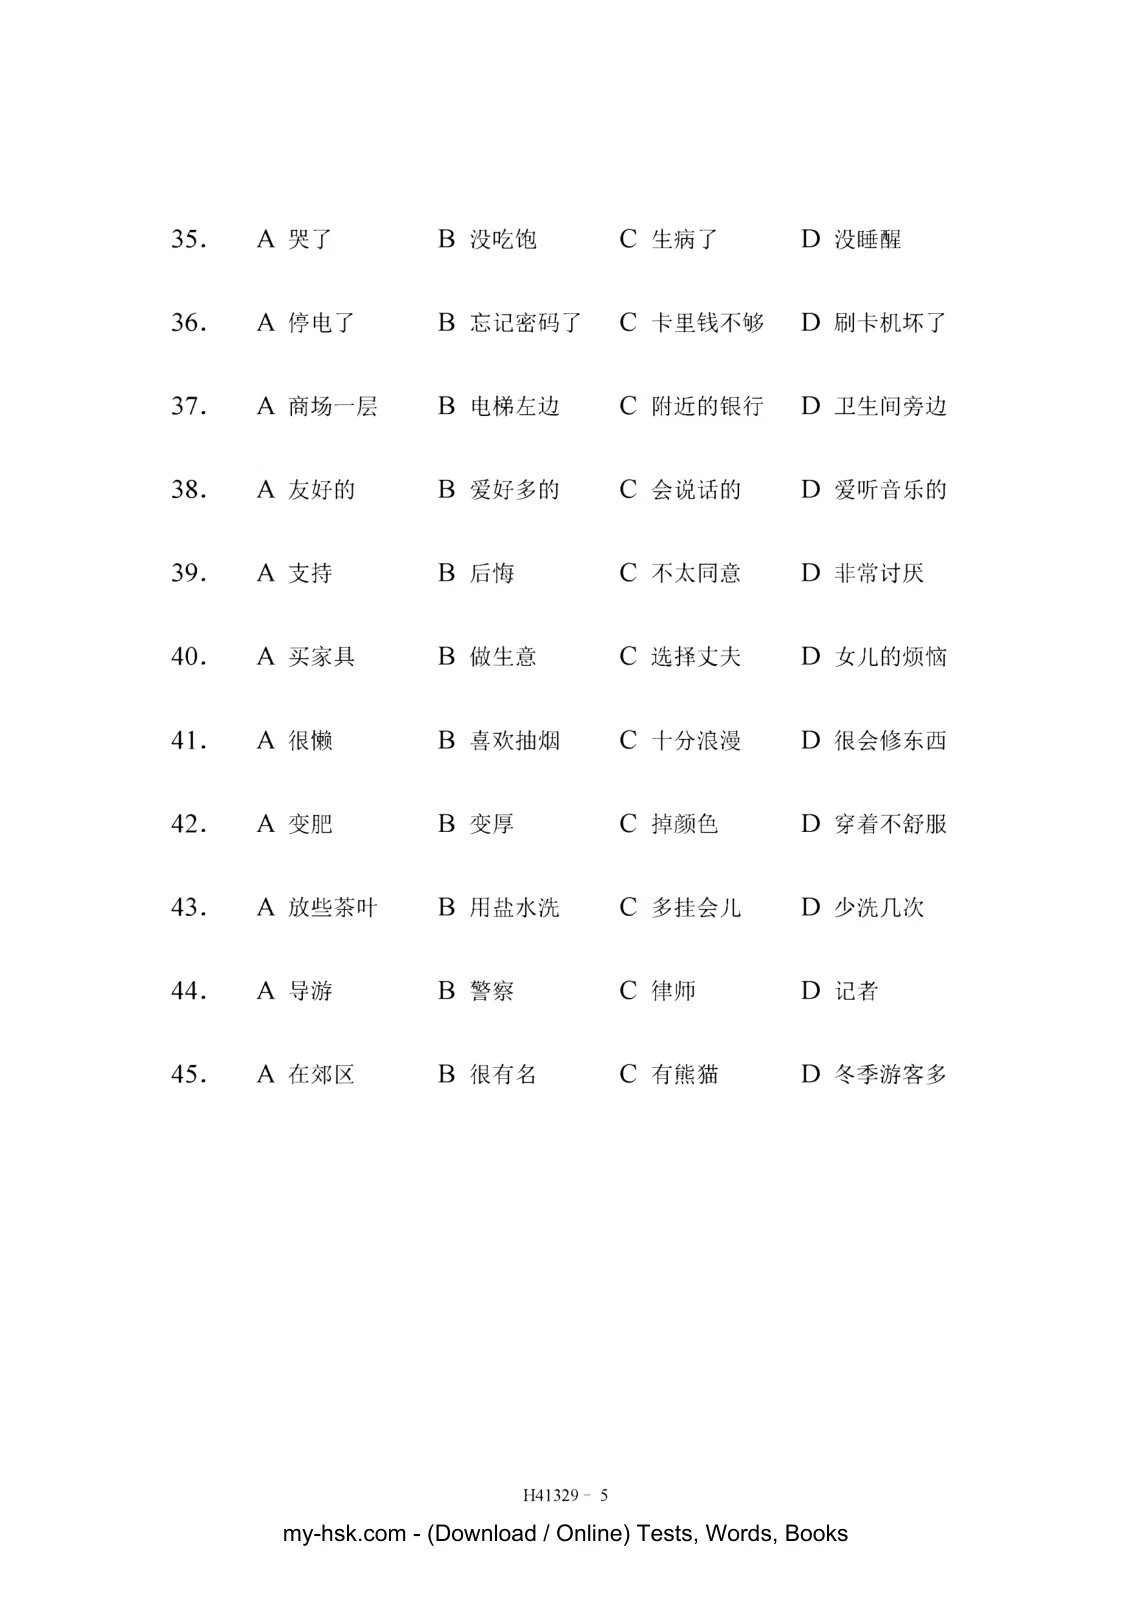 35. A 哭了 B 没吃饱 C 生病了 D 没睡醒
36. A 停电了 B 忘记密码了 C 卡里钱不够 D 刷卡机坏了
37. A 商场一层 B 电梯左边 C 附近的银行 D 卫生间旁边
38. A 友好的 B 爱好多的 C 会说话的 D 爱听音乐的
39. A 支持 B 后悔 C 不太同意 D 非常讨厌
40. A 买家具 B 做生意 C 选择丈夫 D 女儿的烦恼
41. A 很懒 B 喜欢抽烟 C 十分浪漫 D 很会修东西
42. A 变肥 B 变厚 C 掉颜色 D 穿着不舒服
43. A 放些茶叶 B 用盐水洗 C 多挂会儿 D 少洗几次
44. A 导游 B 警察 C 律师 D 记者
45. A 在郊区 B 很有名 C 有熊猫 D 冬季游客多
H41329 - 5
my-hsk.com - (Download / Online) Tests, Words, Books